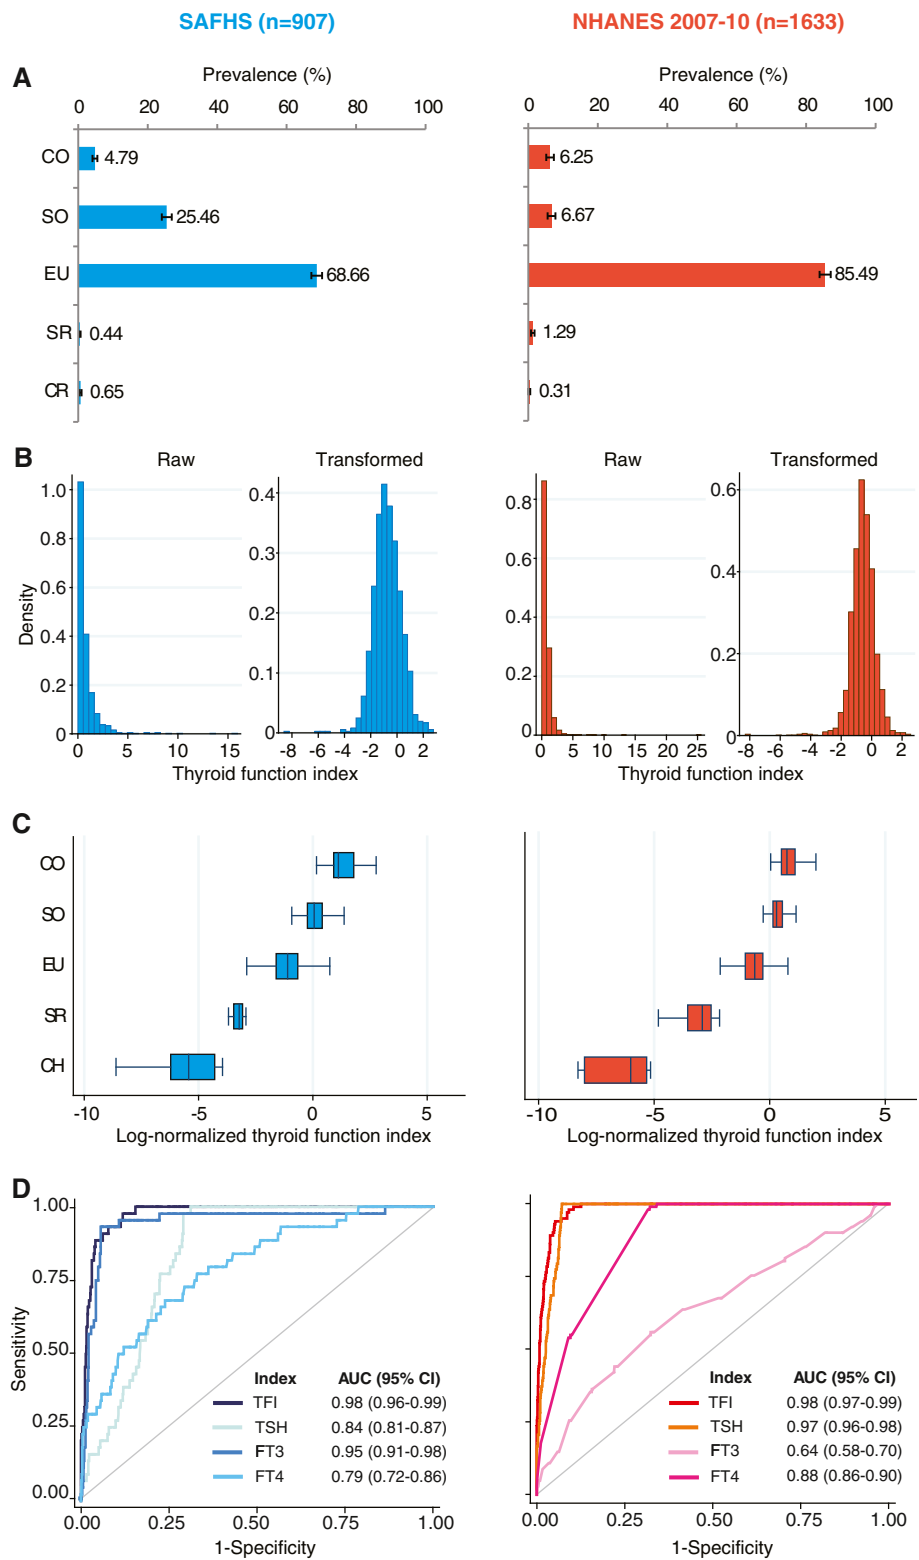 SAFHS (n=907) NHANES 2007-10 (n=1633)
A
Prevalence (%) Prevalence (%)
0 20 40 60 80 100 0 20 40 60 80 100
CO 4.79 6.25
SO 25.46 6.67
EU 68.66 85.49
SR 0.44 1.29
CR 0.65 0.31
B
Raw Transformed Raw Transformed
Density
1.0
0.8
0.6
0.4
0.2
0
0 5 10 15
0.4
0.3
0.2
0.1
0
-8 -6 -4 -2 0 2
Thyroid function index
0.8
0.6
0.4
0.2
0
0 5 10 15 20 25
0.6
0.4
0.2
0
-8 -6 -4 -2 0 2
Thyroid function index
C
CO
SO
EU
SR
CH
-10 -5 0 5 -10 -5 0 5
Log-normalized thyroid function index Log-normalized thyroid function index
D
Sensitivity
1.00
0.75
0.50
0.25
0.00
Index AUC (95% CI)
TFI 0.98 (0.96-0.99)
TSH 0.84 (0.81-0.87)
FT3 0.95 (0.91-0.98)
FT4 0.79 (0.72-0.86)
0.00 0.25 0.50 0.75 1.00
1-Specificity
Index AUC (95% CI)
TFI 0.98 (0.97-0.99)
TSH 0.97 (0.96-0.98)
FT3 0.64 (0.58-0.70)
FT4 0.88 (0.86-0.90)
0.00 0.25 0.50 0.75 1.00
1-Specificity